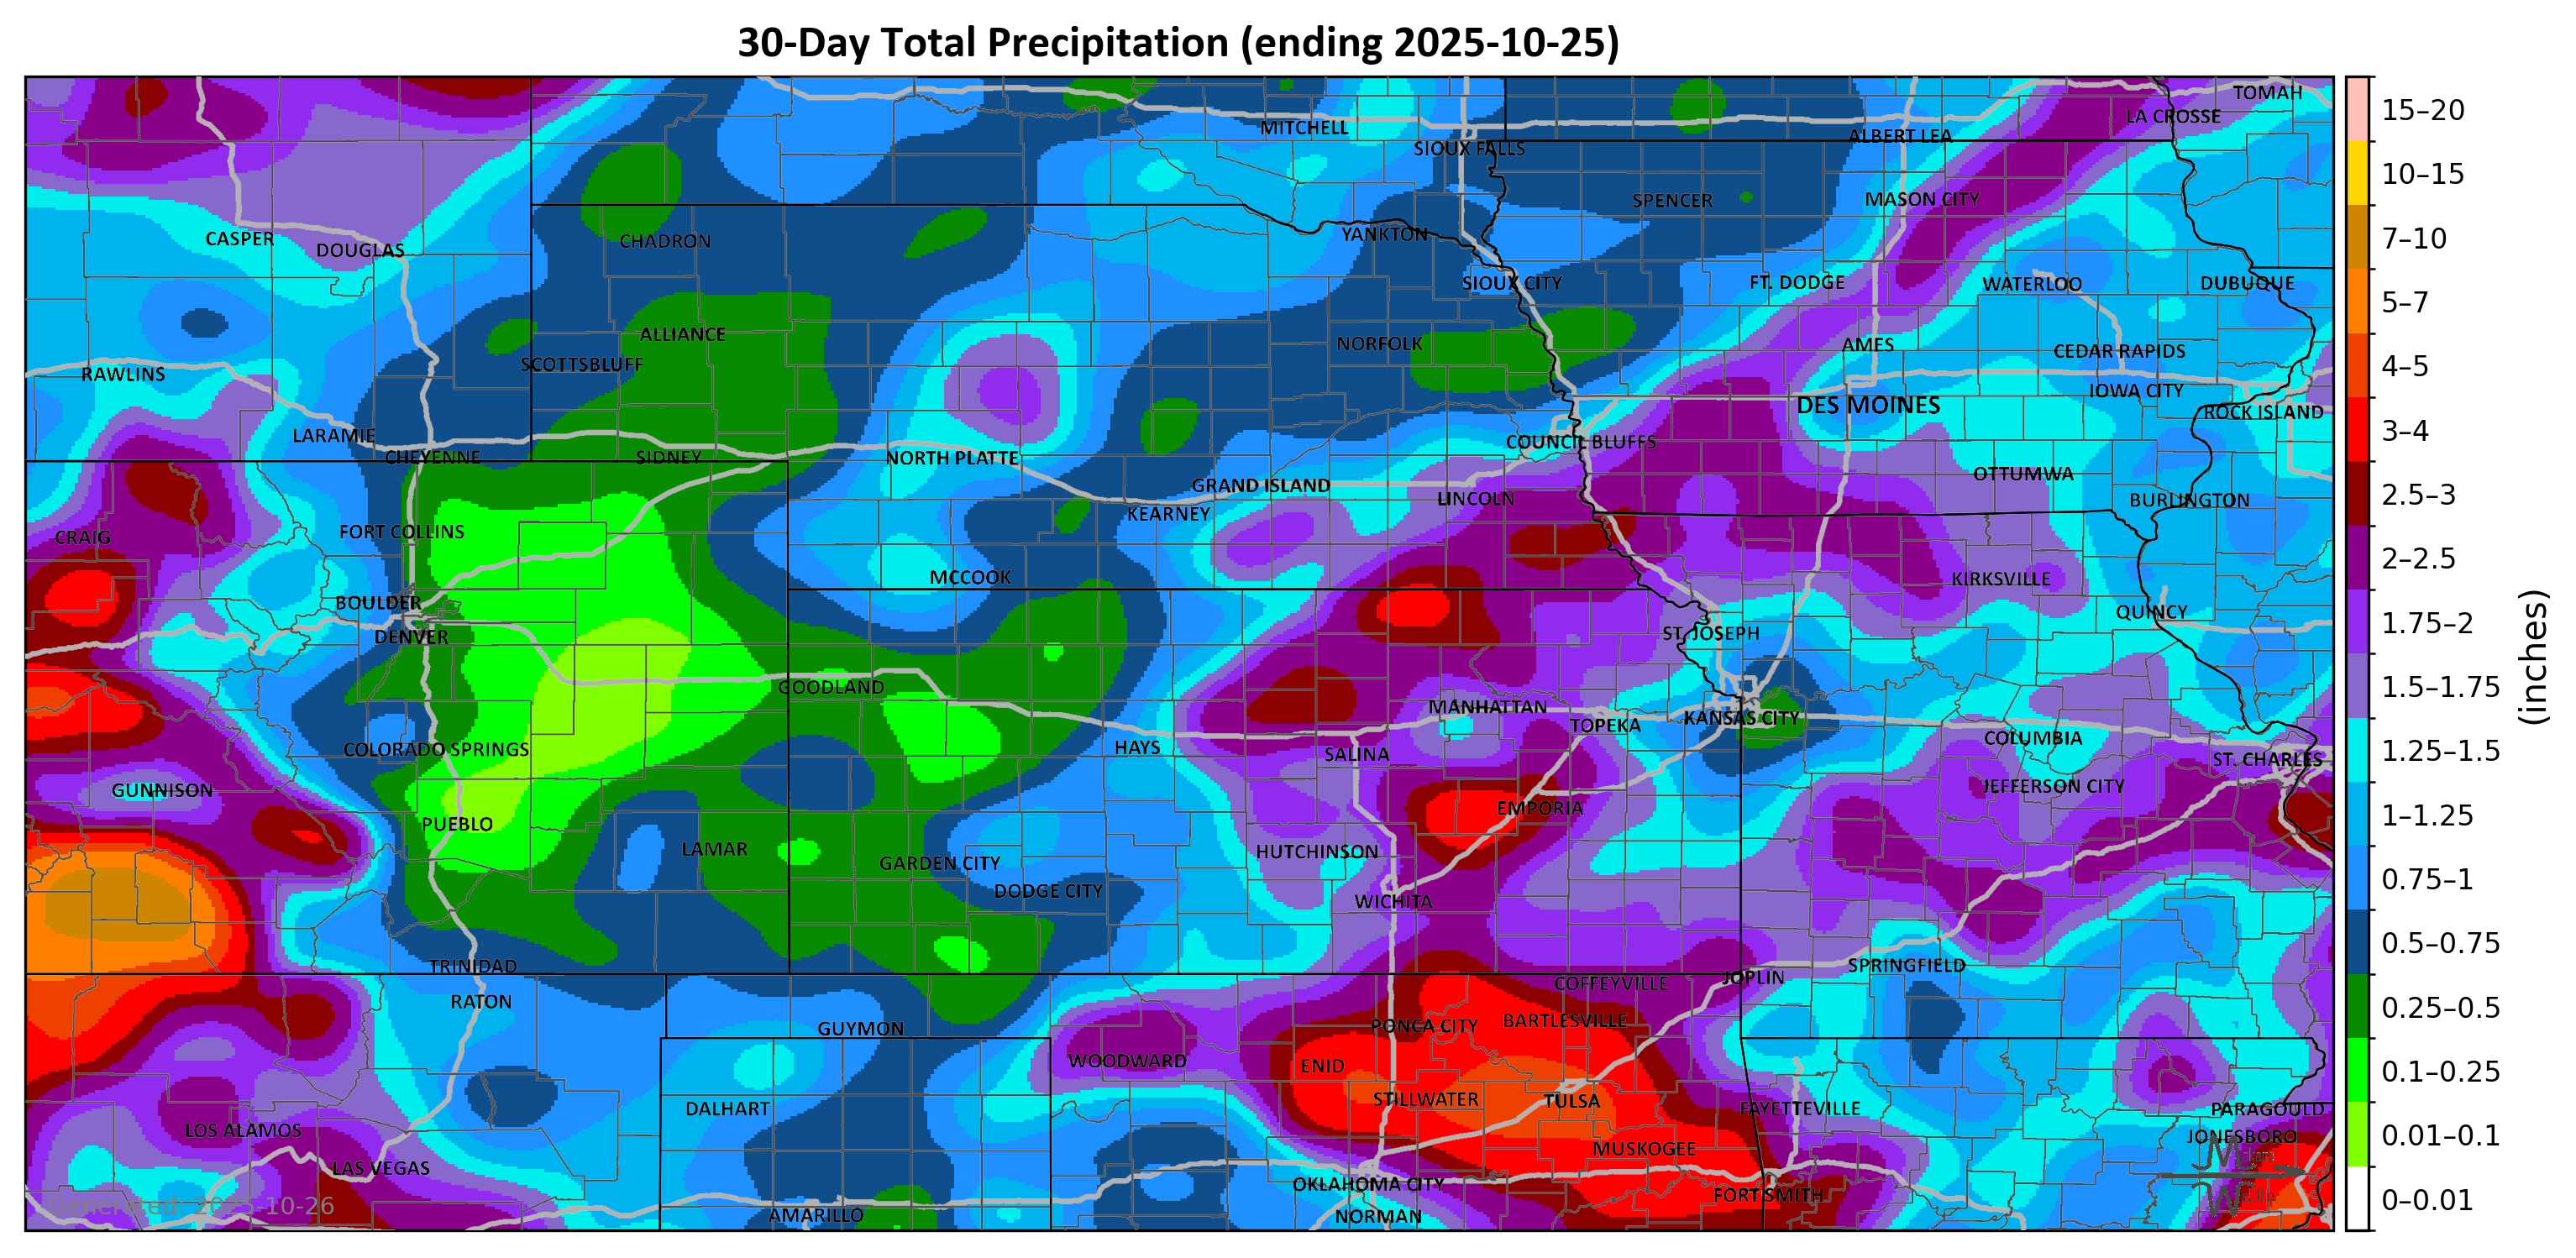 30-Day Total Precipitation (ending 2025-10-25)
TOMAH
LA CROSSE
MITCHELL
ALBERT LEA
SIOUX FALLS
SPENCER
MASON CITY
CASPER
DOUGLAS
CHADRON
YANKTON
SIOUX CITY
FT. DODGE
WATERLOO
DUBUQUE
ALLIANCE
SCOTTSBLUFF
NORFOLK
AMES
CEDAR RAPIDS
RAWLINS
IOWA CITY
DES MOINES
ROCK ISLAND
LARAMIE
COUNCIL BLUFFS
CHEYENNE
SIDNEY
NORTH PLATTE
OTTUMWA
GRAND ISLAND
LINCOLN
BURLINGTON
KEARNEY
CRAIG
FORT COLLINS
MCCOOK
KIRKSVILLE
BOULDER
QUINCY
DENVER
ST. JOSEPH
GOODLAND
MANHATTAN
TOPEKA
KANSAS CITY
COLORADO SPRINGS
HAYS
SALINA
COLUMBIA
ST. CHARLES
GUNNISON
JEFFERSON CITY
PUEBLO
EMPORIA
LAMAR
GARDEN CITY
HUTCHINSON
DODGE CITY
WICHITA
TRINIDAD
SPRINGFIELD
JOPLIN
COFFEYVILLE
RATON
GUYMON
PONCA CITY
BARTLESVILLE
WOODWARD
ENID
DALHART
STILLWATER
TULSA
FAYETTEVILLE
PARAGOULD
LOS ALAMOS
JONESBORO
LAS VEGAS
MUSKOGEE
OKLAHOMA CITY
FORT SMITH
AMARILLO
NORMAN
Generated: 2025-10-26
15–20
10–15
7–10
5–7
4–5
3–4
2.5–3
2–2.5
1.75–2
1.5–1.75
1.25–1.5
1–1.25
0.75–1
0.5–0.75
0.25–0.5
0.1–0.25
0.01–0.1
0–0.01
(inches)